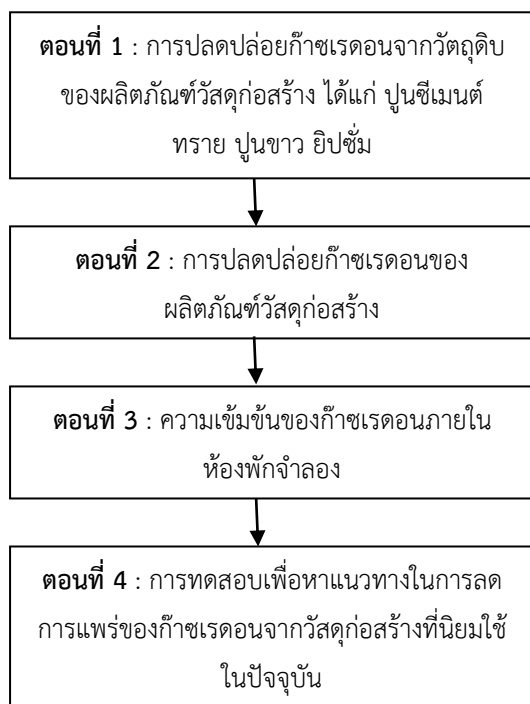 ตอนที่ 1 : การปลดปล่อยก๊าซเรดอนจากวัตถุดิบ
ของผลิตภัณฑ์วัสดุก่อสร้าง ได้แก่ ปูนซีเมนต์
ทราย ปูนขาว ยิปซั่ม
ตอนที่ 2 : การปลดปล่อยก๊าซเรดอนของ
ผลิตภัณฑ์วัสดุก่อสร้าง
ตอนที่ 3 : ความเข้มข้นของก๊าซเรดอนภายใน
ห้องพักจำลอง
ตอนที่ 4 : การทดสอบเพื่อหาแนวทางในการลด
การแพร่ของก๊าซเรดอนจากวัสดุก่อสร้างที่นิยมใช้
ในปัจจุบัน